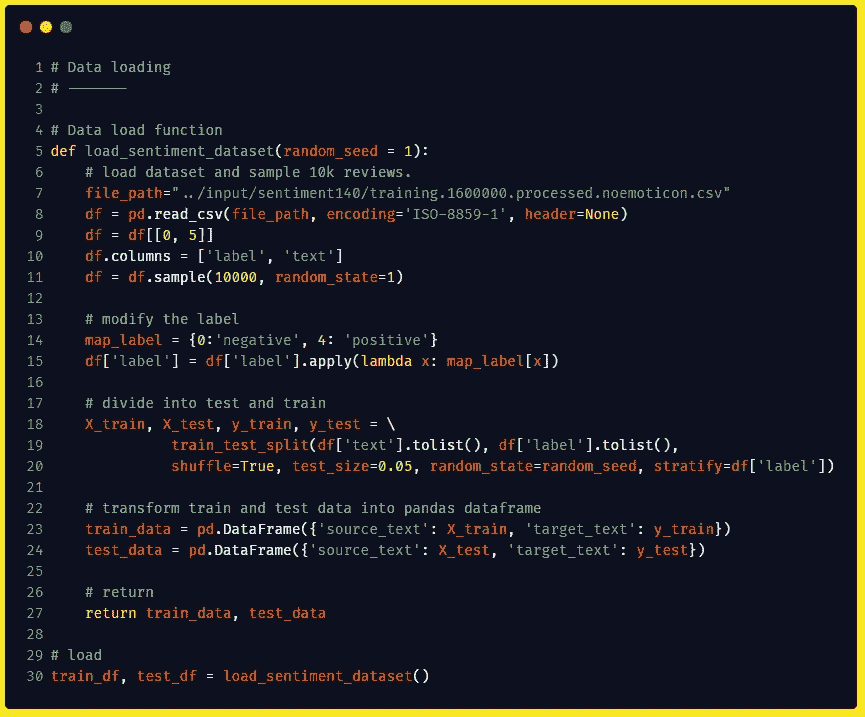 1 # Data loading
2 # ———
3
4 # Data load function
5 def load_sentiment_dataset(random_seed = 1):
6     # load dataset and sample 10k reviews.
7     file_path="../input/sentiment140/training.1600000.processed.noemoticon.csv"
8     df = pd.read_csv(file_path, encoding='ISO-8859-1', header=None)
9     df = df[[0, 5]]
10     df.columns = ['label', 'text']
11     df = df.sample(10000, random_state=1)
12
13     # modify the label
14     map_label = {0:'negative', 4: 'positive'}
15     df['label'] = df['label'].apply(lambda x: map_label[x])
16
17     # divide into test and train
18     X_train, X_test, y_train, y_test = \
19               train_test_split(df['text'].tolist(), df['label'].tolist(),
20               shuffle=True, test_size=0.05, random_state=random_seed, stratify=df['label'])
21
22     # transform train and test data into pandas dataframe
23     train_data = pd.DataFrame({'source_text': X_train, 'target_text': y_train})
24     test_data = pd.DataFrame({'source_text': X_test, 'target_text': y_test})
25
26     # return
27     return train_data, test_data
28
29 # load
30 train_df, test_df = load_sentiment_dataset()